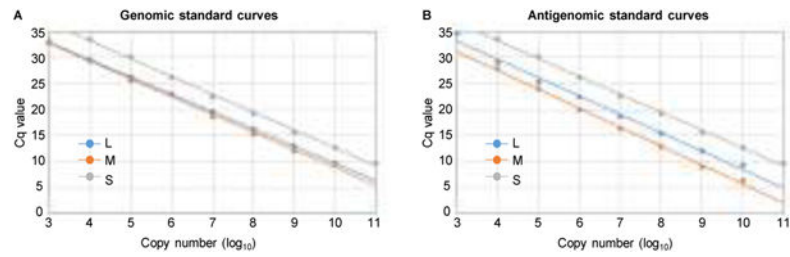 A Genomic standard curves
Cq value
35
30
25
20
15
10
5
0
L
M
S
3 4 5 6 7 8 9 10 11
Copy number (log10)
B Antigenomic standard curves
Cq value
35
30
25
20
15
10
5
0
L
M
S
3 4 5 6 7 8 9 10 11
Copy number (log10)